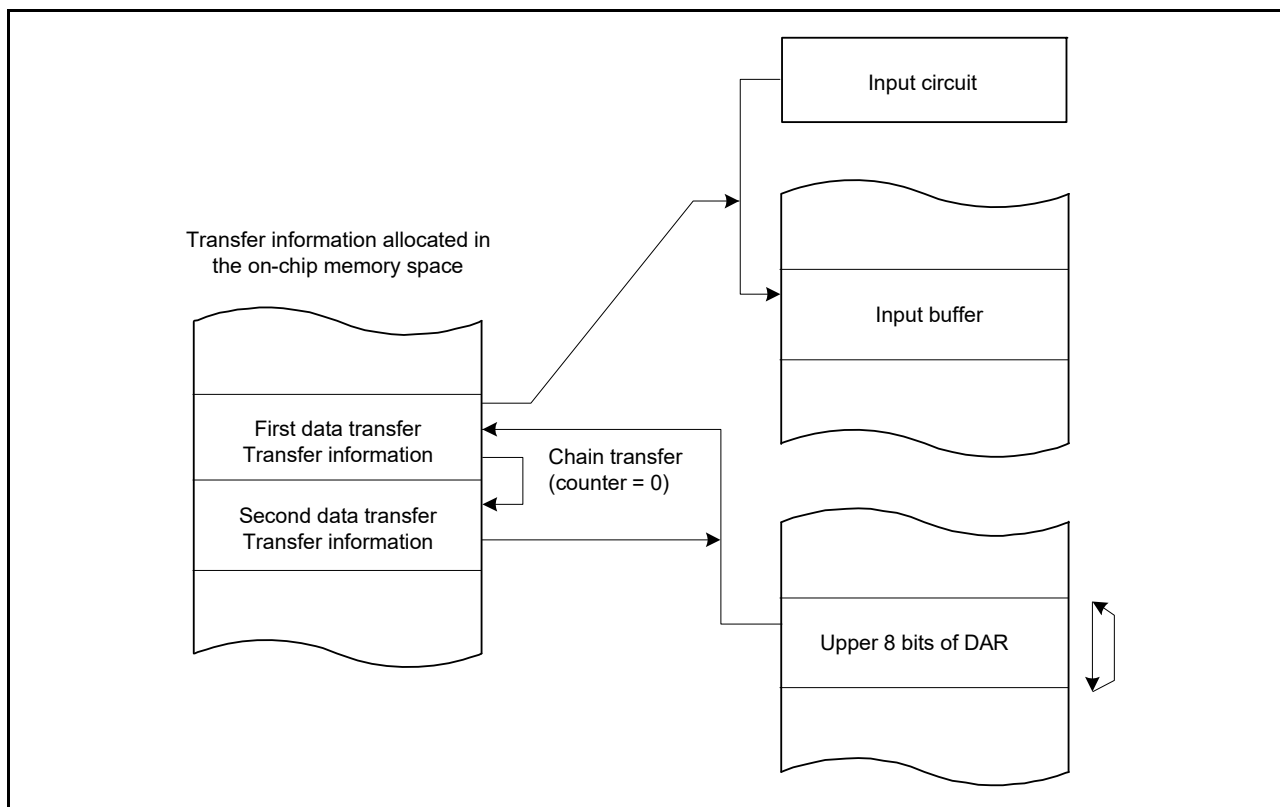 Input circuit
Transfer information allocated in
the on-chip memory space
Input buffer
First data transfer
Transfer information
Chain transfer
(counter = 0)
Second data transfer
Transfer information
Upper 8 bits of DAR